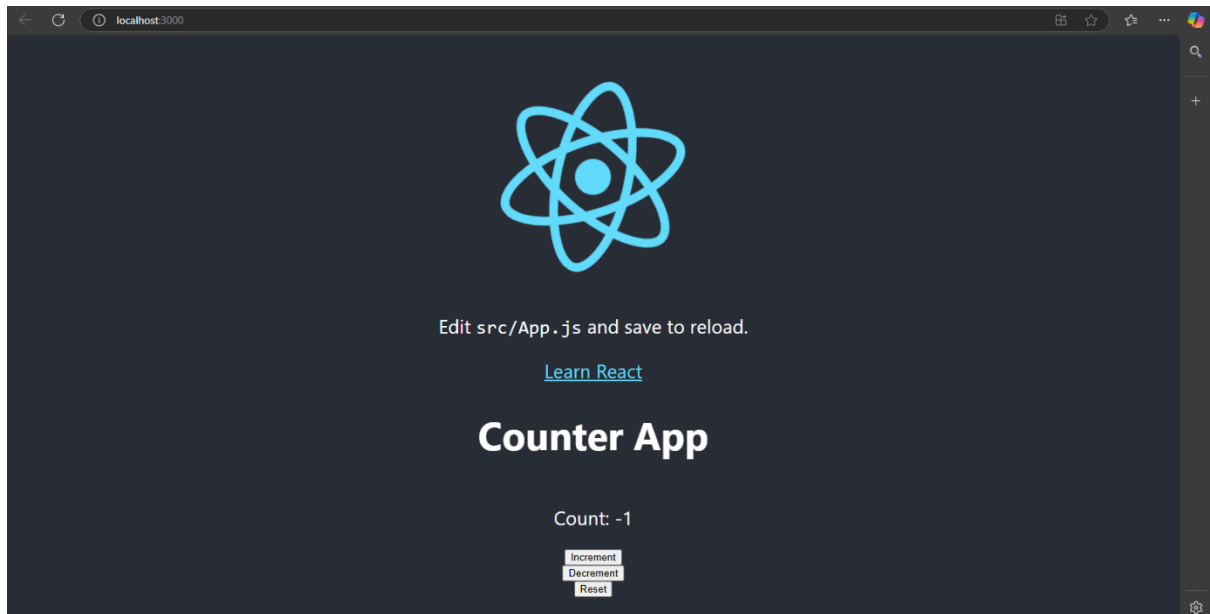 localhost:3000
Edit src/App.js and save to reload.
Learn React
Counter App
Count: -1
Increment
Decrement
Reset